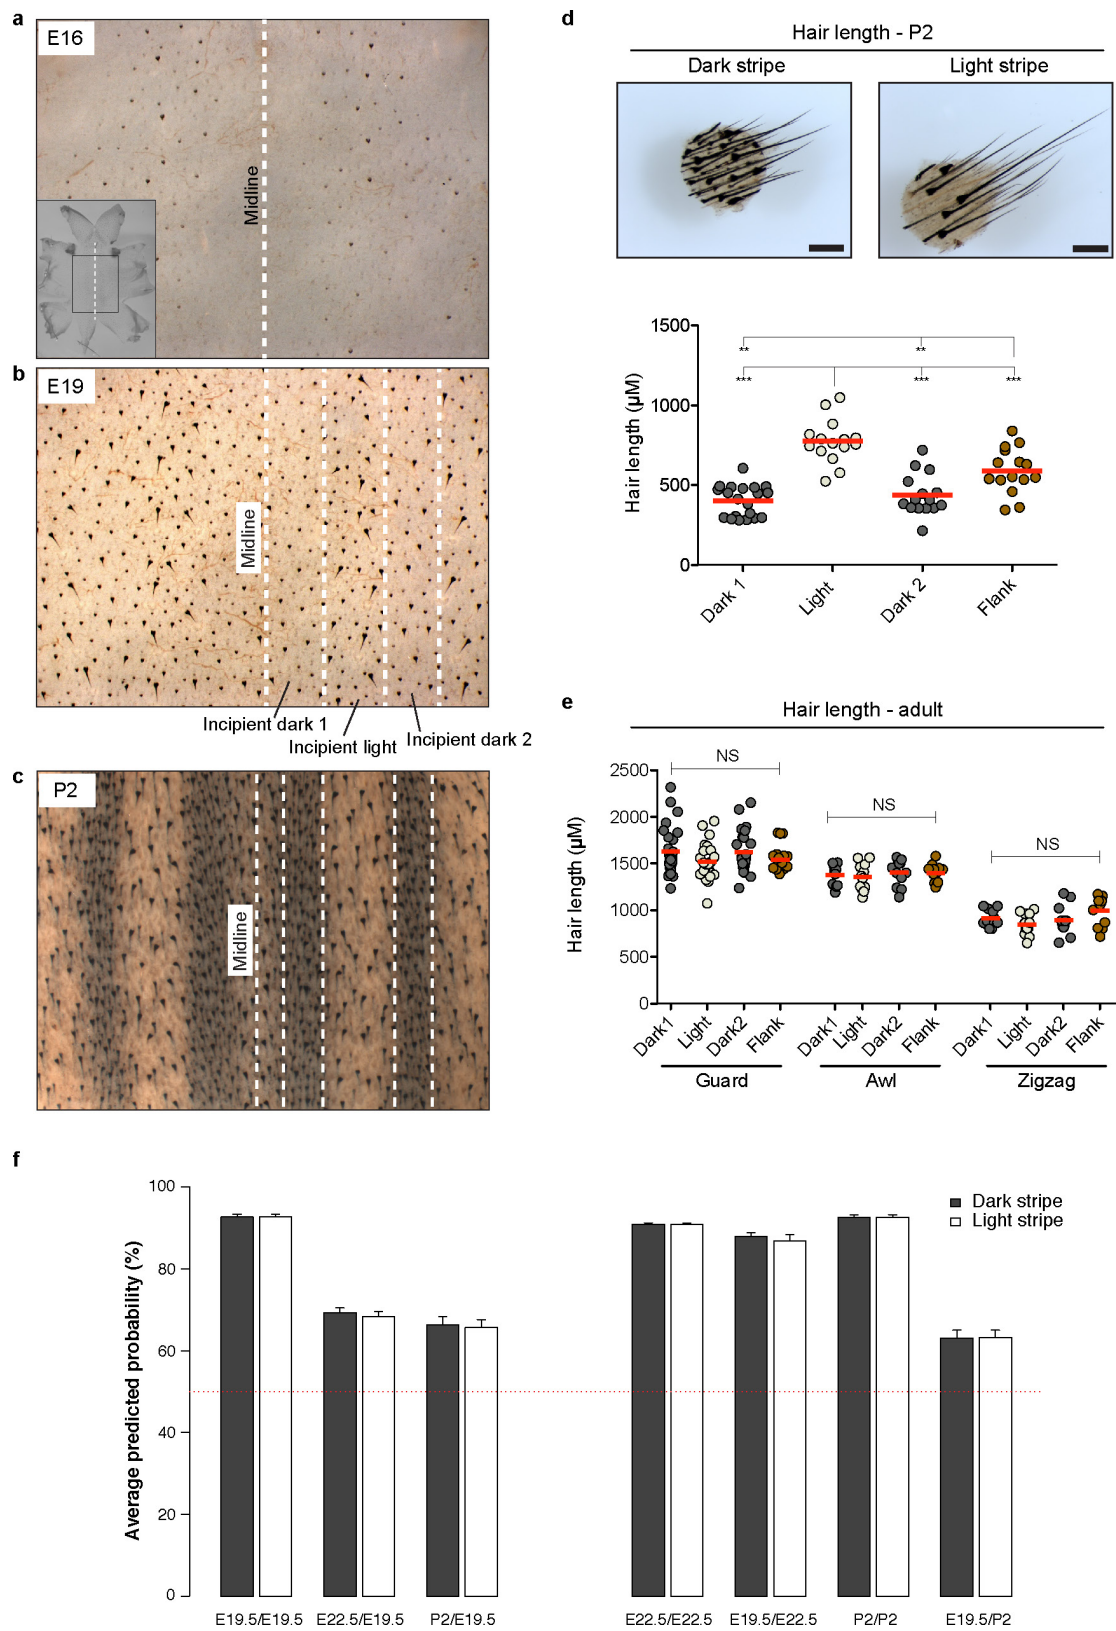 a
E16
Midline
b
E19
Midline
Incipient dark 1
Incipient light
Incipient dark 2
c
P2
Midline
d
Hair length - P2
Dark stripe
Light stripe
1500
1000
500
0
Hair length (µM)
**
**
***
***
***
Dark 1
Light
Dark 2
Flank
e
Hair length - adult
2500
2000
1500
1000
500
0
Hair length (µM)
NS
NS
NS
Dark1
Light
Dark2
Flank
Dark1
Light
Dark2
Flank
Dark1
Light
Dark2
Flank
Guard
Awl
Zigzag
f
100
80
60
40
20
0
Average predicted probability (%)
Dark stripe
Light stripe
E19.5/E19.5
E22.5/E19.5
P2/E19.5
E22.5/E22.5
E19.5/E22.5
P2/P2
E19.5/P2